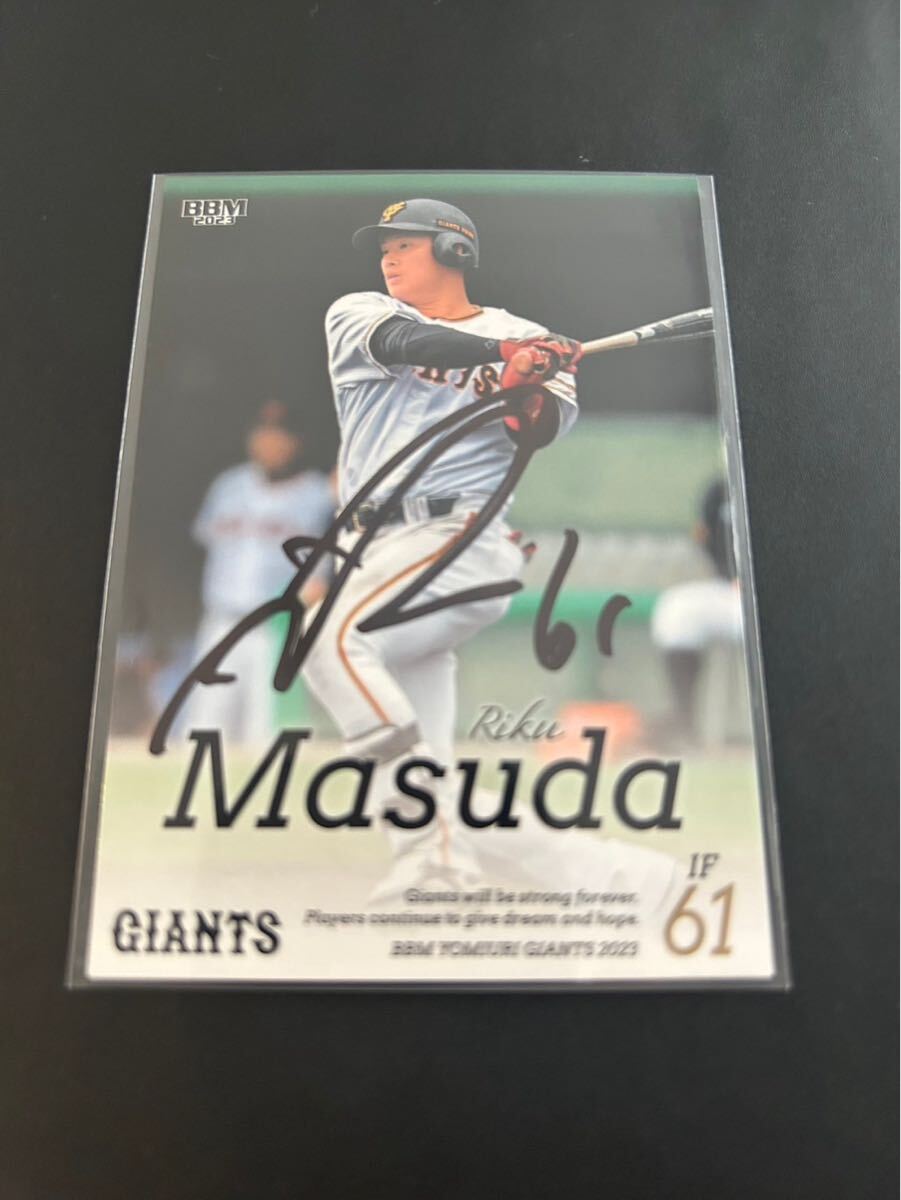 BBM
2023
61
Riku
Masuda
IF
61
Giants will be strong forever.
Players continue to give dream and hope.
BBM YOMIURI GIANTS 2023
GIANTS